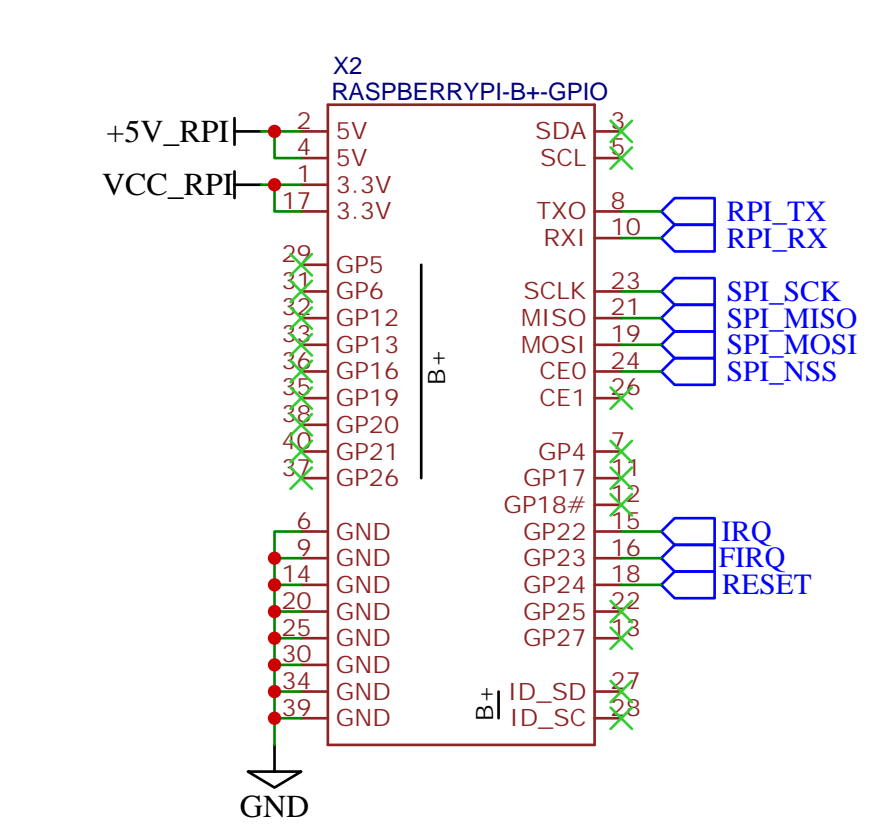 X2
RASPBERRYPI-B+-GPIO
+5V_RPI 2 5V SDA 3
4 5V SCL 5
VCC_RPI 1 3.3V
17 3.3V TXO 8 RPI_TX
RXI 10 RPI_RX
29 GP5
31 GP6 SCLK 23 SPI_SCK
32 GP12 MISO 21 SPI_MISO
33 GP13 MOSI 19 SPI_MOSI
36 GP16 B+ CE0 24 SPI_NSS
35 GP19 CE1 26
38 GP20
40 GP21 GP4 7
37 GP26 GP17 11
GP18# 12
6 GND GP22 15 IRQ
9 GND GP23 16 FIRQ
14 GND GP24 18 RESET
20 GND GP25 22
25 GND GP27 13
30 GND
34 GND B+ ID_SD 27
39 GND ID_SC 28
GND